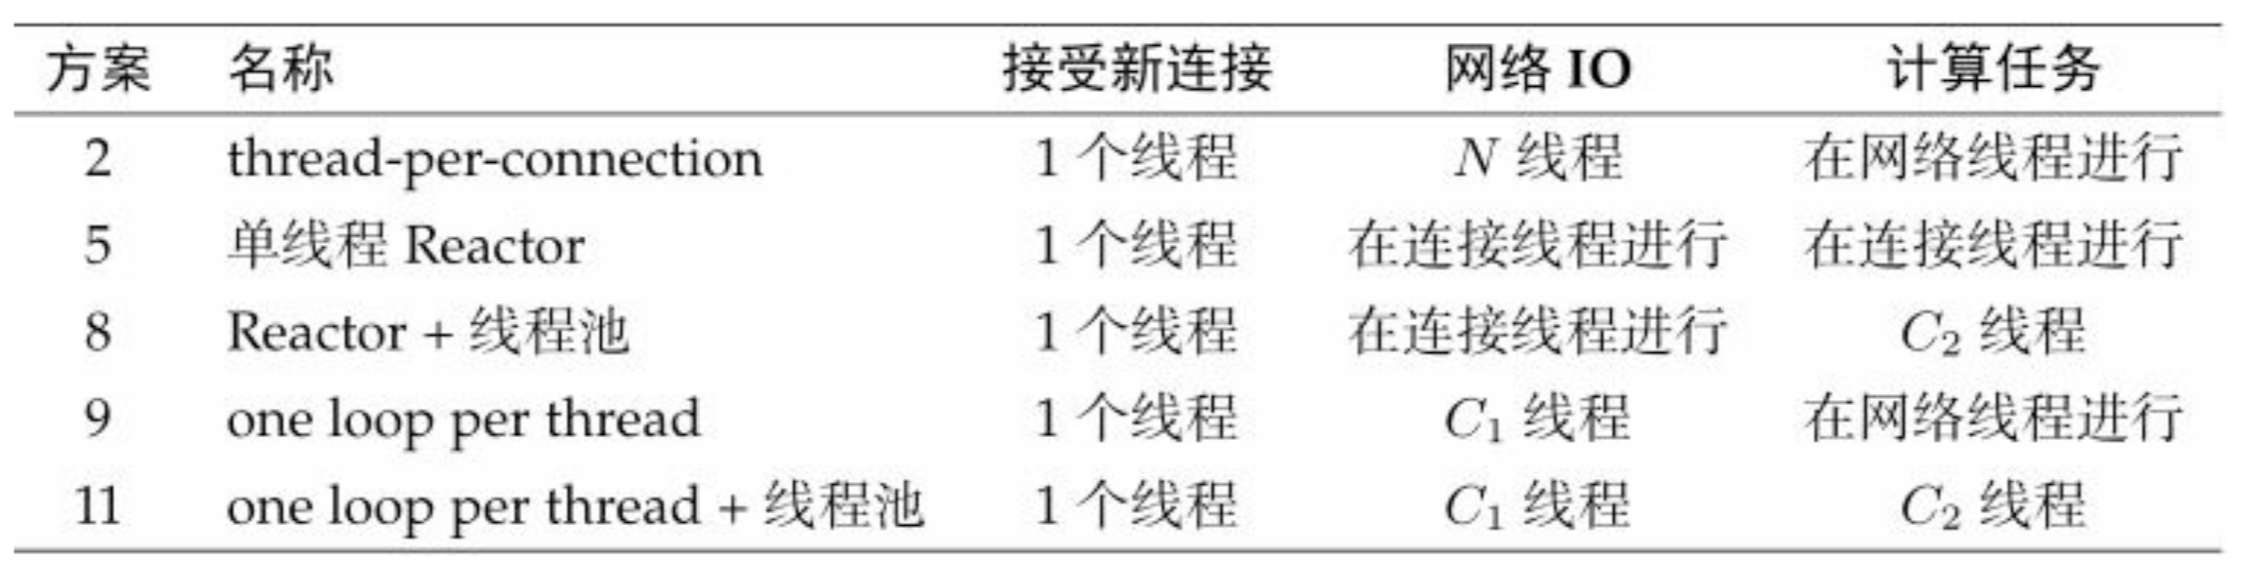 方案 名称 接受新连接 网络 IO 计算任务
2 thread-per-connection 1 个线程 N 线程 在网络线程进行
5 单线程 Reactor 1 个线程 在连接线程进行 在连接线程进行
8 Reactor + 线程池 1 个线程 在连接线程进行 C₂ 线程
9 one loop per thread 1 个线程 C₁ 线程 在网络线程进行
11 one loop per thread + 线程池 1 个线程 C₁ 线程 C₂ 线程